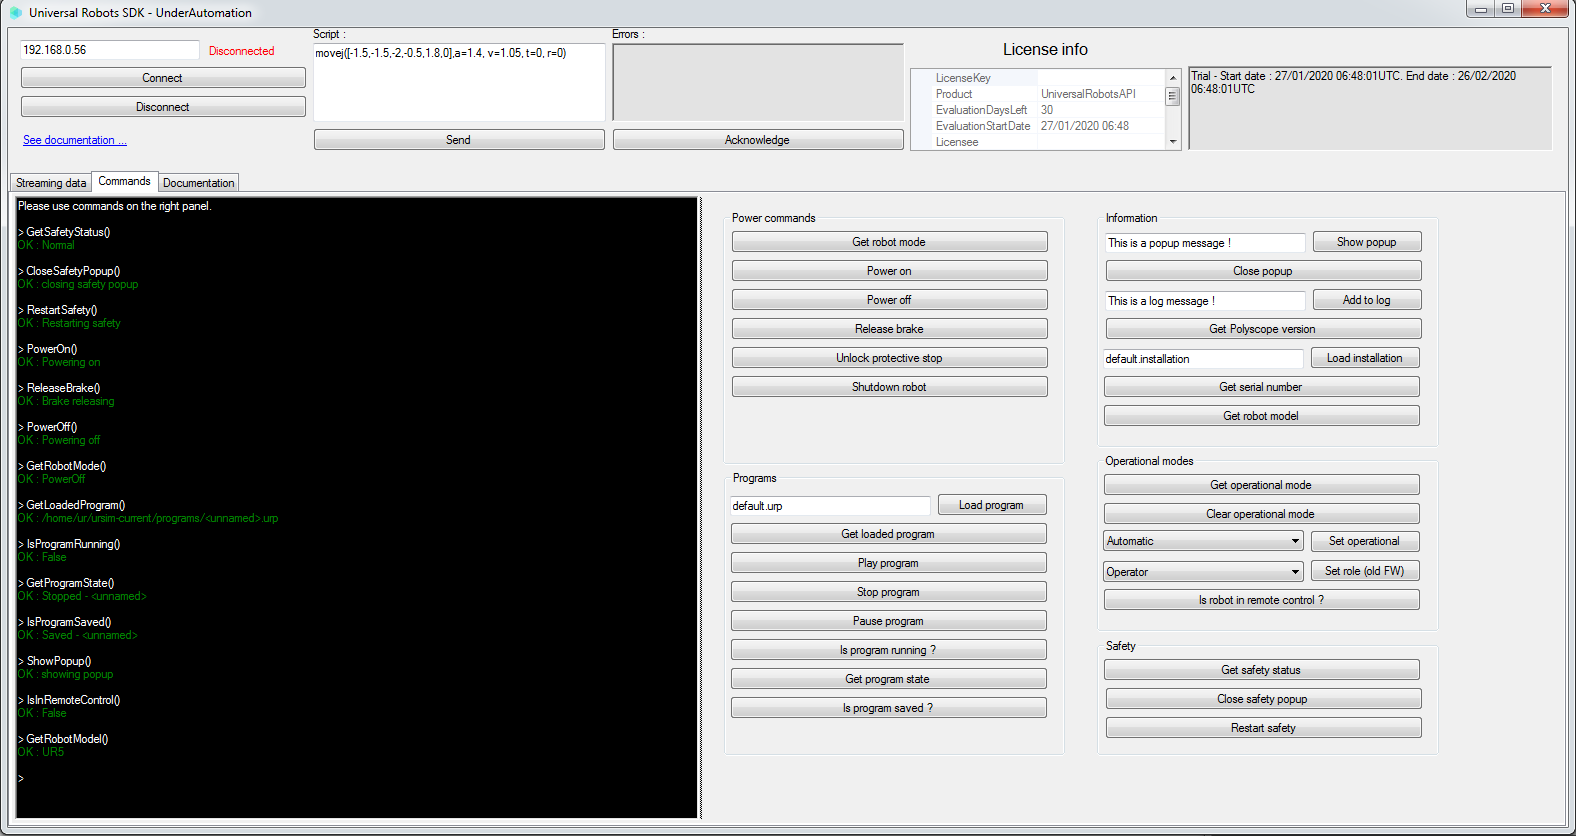 Universal Robots SDK - UnderAutomation
192.168.0.56
Disconnected
Connect
Disconnect
See documentation ...
Script :
movej([-1.5,-1.5,-2,-0.5,1.8,0],a=1.4, v=1.05, t=0, r=0)
Send
Errors :
Acknowledge
License info
LicenseKey
Product UniversalRobotsAPI
EvaluationDaysLeft 30
EvaluationStartDate 27/01/2020 06:48
Licensee
Trial - Start date : 27/01/2020 06:48:01UTC. End date : 26/02/2020
06:48:01UTC
Streaming data Commands Documentation
Please use commands on the right panel.
> GetSafetyStatus()
OK : Normal
> CloseSafetyPopup()
OK : closing safety popup
> RestartSafety()
OK : Restarting safety
> PowerOn()
OK : Powering on
> ReleaseBrake()
OK : Brake releasing
> PowerOff()
OK : Powering off
> GetRobotMode()
OK : PowerOff
> GetLoadedProgram()
OK : /home/ur/ursim-current/programs/<unnamed>.urp
> IsProgramRunning()
OK : False
> GetProgramState()
OK : Stopped - <unnamed>
> IsProgramSaved()
OK : Saved - <unnamed>
> ShowPopup()
OK : showing popup
> IsInRemoteControl()
OK : False
> GetRobotModel()
OK : UR5
>
Power commands
Get robot mode
Power on
Power off
Release brake
Unlock protective stop
Shutdown robot
Programs
default.urp Load program
Get loaded program
Play program
Stop program
Pause program
Is program running ?
Get program state
Is program saved ?
Information
This is a popup message ! Show popup
Close popup
This is a log message ! Add to log
Get Polyscope version
default.installation Load installation
Get serial number
Get robot model
Operational modes
Get operational mode
Clear operational mode
Automatic Set operational
Operator Set role (old FW)
Is robot in remote control ?
Safety
Get safety status
Close safety popup
Restart safety